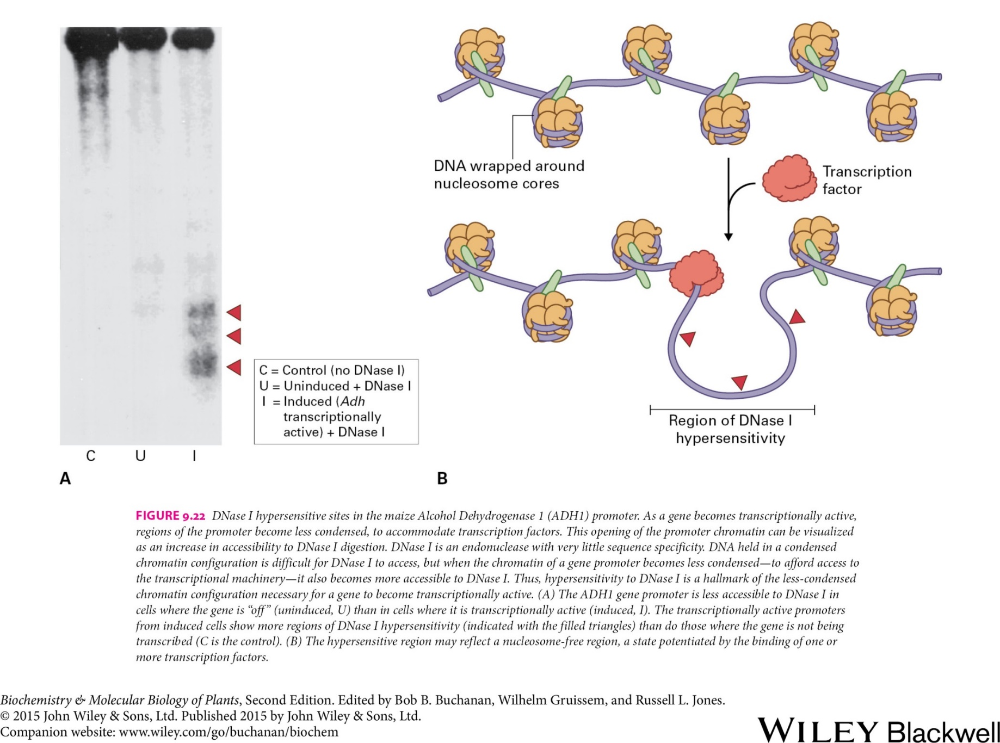 DNA wrapped around
nucleosome cores
Transcription
factor
C = Control (no DNase I)
U = Uninduced + DNase I
I = Induced (Adh
transcriptionally
active) + DNase I
Region of DNase I
hypersensitivity
C U I
A
B
FIGURE 9.22 DNase I hypersensitive sites in the maize Alcohol Dehydrogenase 1 (ADH1) promoter. As a gene becomes transcriptionally active,
regions of the promoter become less condensed, to accommodate transcription factors. This opening of the promoter chromatin can be visualized
as an increase in accessibility to DNase I digestion. DNase I is an endonuclease with very little sequence specificity. DNA held in a condensed
chromatin configuration is difficult for DNase I to access, but when the chromatin of a gene promoter becomes less condensed—to afford access to
the transcriptional machinery—it also becomes more accessible to DNase I. Thus, hypersensitivity to DNase I is a hallmark of the less-condensed
chromatin configuration necessary for a gene to become transcriptionally active. (A) The ADH1 gene promoter is less accessible to DNase I in
cells where the gene is “off” (uninduced, U) than in cells where it is transcriptionally active (induced, I). The transcriptionally active promoters
from induced cells show more regions of DNase I hypersensitivity (indicated with the filled triangles) than do those where the gene is not being
transcribed (C is the control). (B) The hypersensitive region may reflect a nucleosome-free region, a state potentiated by the binding of one or
more transcription factors.
Biochemistry & Molecular Biology of Plants, Second Edition. Edited by Bob B. Buchanan, Wilhelm Gruissem, and Russell L. Jones.
© 2015 John Wiley & Sons, Ltd. Published 2015 by John Wiley & Sons, Ltd.
Companion website: www.wiley.com/go/buchanan/biochem
WILEY Blackwell